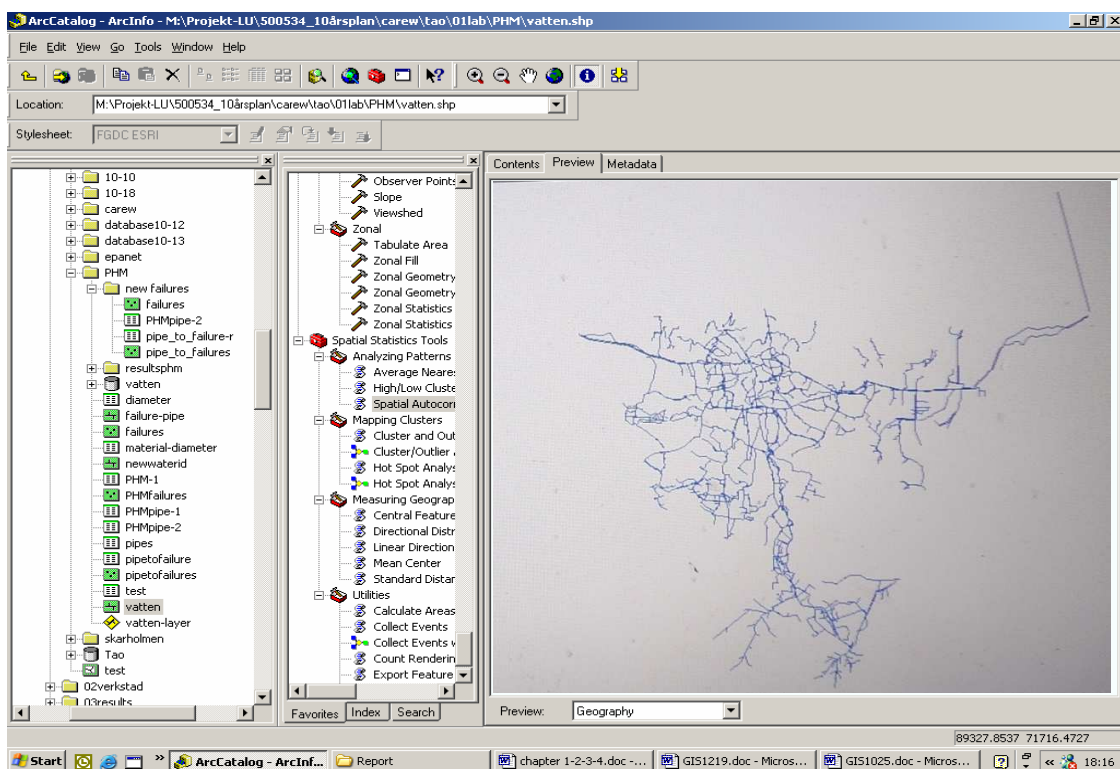 ArcCatalog - ArcInfo - M:\Projekt-LU\500534_10årsplan\carew\tao\01lab\PHM\vatten.shp
File Edit View Go Tools Window Help
Location: M:\Projekt-LU\500534_10årsplan\carew\tao\01lab\PHM\vatten.shp
Stylesheet: FGDC ESRI
10-10
10-18
carew
database10-12
database10-13
epanet
PHM
new failures
failures
PHMpipe-2
pipe_to_failure-r
pipe_to_failures
resultsphm
vatten
diameter
failure-pipe
failures
material-diameter
newwaterid
PHM-1
PHMfailures
PHMpipe-1
PHMpipe-2
pipes
pipetofailure
pipetofailures
test
vatten
vatten-layer
skarholmen
Tao
test
02verkstad
03results
Observer Points
Slope
Viewshed
Zonal
Tabulate Area
Zonal Fill
Zonal Geometry
Zonal Geometry
Zonal Statistics
Zonal Statistics
Spatial Statistics Tools
Analyzing Patterns
Average Neares
High/Low Cluste
Spatial Autocorr
Mapping Clusters
Cluster and Out
Cluster/Outlier
Hot Spot Analys
Hot Spot Analys
Measuring Geograp
Central Feature
Directional Distr
Linear Direction
Mean Center
Standard Distar
Utilities
Calculate Areas
Collect Events
Collect Events v
Count Renderin
Export Feature
Favorites Index Search
Contents Preview Metadata
Preview: Geography
89327.8537 71716.4727
Start » ArcCatalog - ArcInf... Report chapter 1-2-3-4.doc -... GIS1219.doc - Micros... GIS1025.doc - Micros... « 18:16